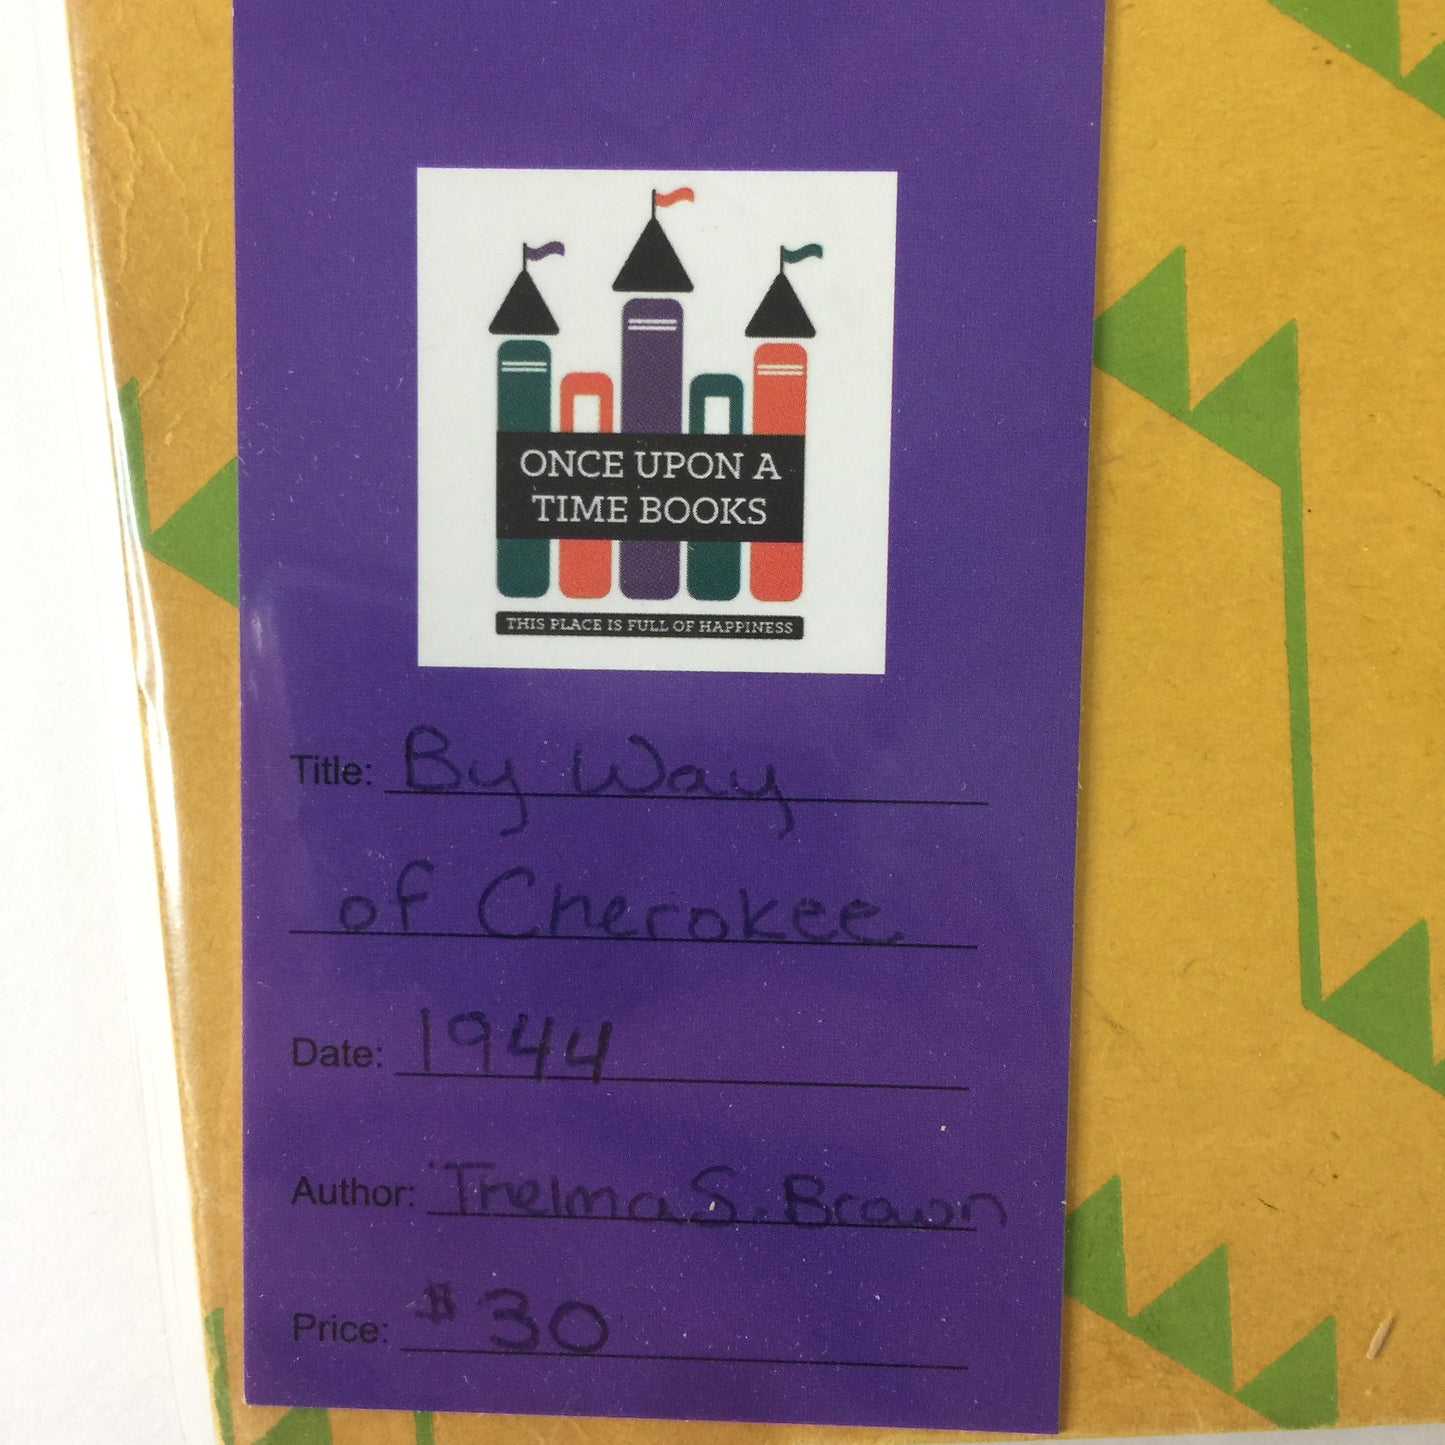 ONCE UPON A
TIME BOOKS
THIS PLACE IS FULL OF HAPPINESS
Title: By Way
of Cherokee
Date: 1944
Author: Thelma S. Brown
Price: $30